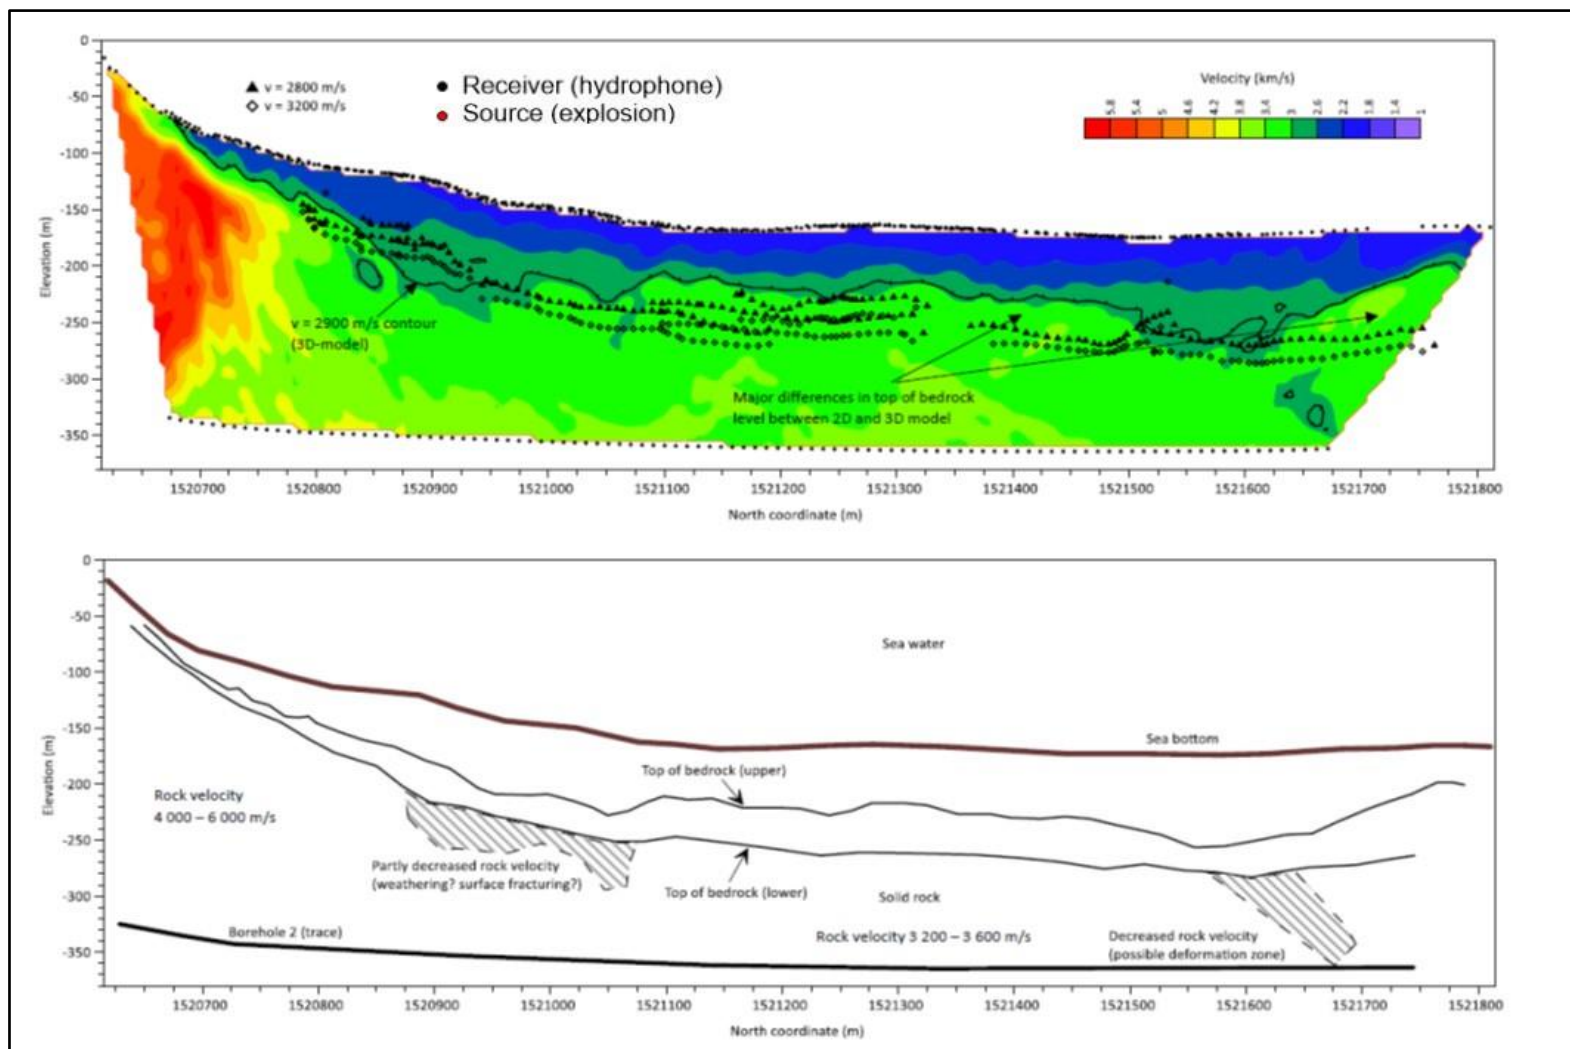 0
-50
-100
-150
-200
-250
-300
-350
Elevation (m)
v = 2800 m/s
v = 3200 m/s
Receiver (hydrophone)
Source (explosion)
Velocity (km/s)
5.8 5.4 5 4.6 4.2 3.8 3.4 3 2.6 2.2 1.8 1.4 1
v = 2900 m/s contour
(3D-model)
Major differences in top of bedrock
level between 2D and 3D model
1520700 1520800 1520900 1521000 1521100 1521200 1521300 1521400 1521500 1521600 1521700 1521800
North coordinate (m)
0
-50
-100
-150
-200
-250
-300
-350
Elevation (m)
Sea water
Sea bottom
Top of bedrock (upper)
Rock velocity
4 000 – 6 000 m/s
Partly decreased rock velocity
(weathering? surface fracturing?)
Top of bedrock (lower)
Solid rock
Borehole 2 (trace)
Rock velocity 3 200 – 3 600 m/s
Decreased rock velocity
(possible deformation zone)
1520700 1520800 1520900 1521000 1521100 1521200 1521300 1521400 1521500 1521600 1521700 1521800
North coordinate (m)